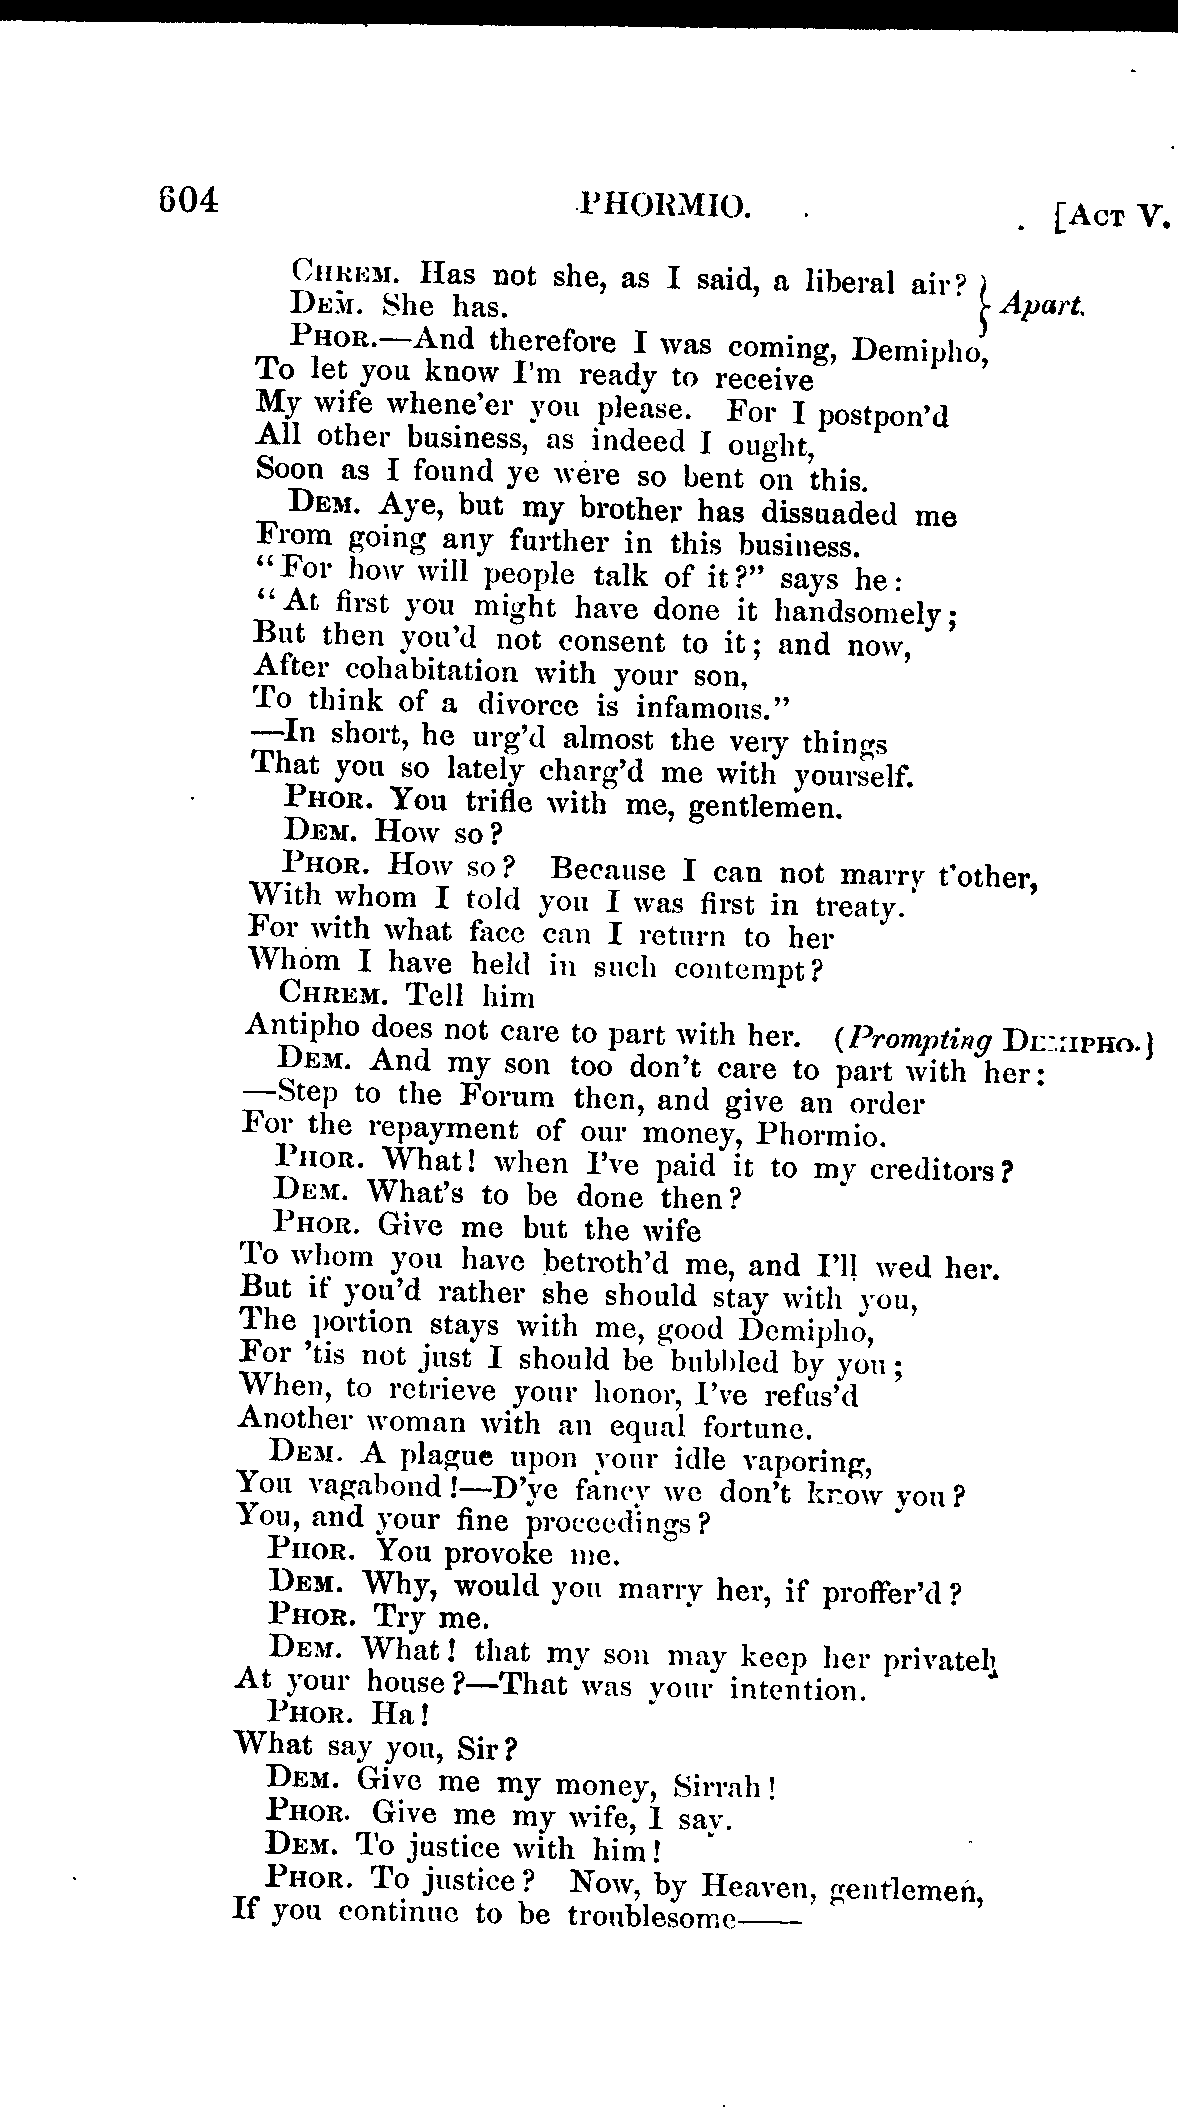 604 PHORMIO. [ACT V.
CHREM. Has not she, as I said, a liberal air? } Apart.
DEM. She has.
PHOR.—And therefore I was coming, Demipho,
To let you know I'm ready to receive
My wife whene'er you please. For I postpon'd
All other business, as indeed I ought,
Soon as I found ye were so bent on this.
DEM. Aye, but my brother has dissuaded me
From going any further in this business.
"For how will people talk of it?" says he:
"At first you might have done it handsomely;
But then you'd not consent to it; and now,
After cohabitation with your son,
To think of a divorce is infamous."
—In short, he urg'd almost the very things
That you so lately charg'd me with yourself.
PHOR. You trifle with me, gentlemen.
DEM. How so?
PHOR. How so? Because I can not marry t'other,
With whom I told you I was first in treaty.
For with what face can I return to her
Whom I have held in such contempt?
CHREM. Tell him
Antipho does not care to part with her. (Prompting DEMIPHO.)
DEM. And my son too don't care to part with her:
—Step to the Forum then, and give an order
For the repayment of our money, Phormio.
PHOR. What! when I've paid it to my creditors?
DEM. What's to be done then?
PHOR. Give me but the wife
To whom you have betroth'd me, and I'll wed her.
But if you'd rather she should stay with you,
The portion stays with me, good Demipho,
For 'tis not just I should be bubbled by you;
When, to retrieve your honor, I've refus'd
Another woman with an equal fortune.
DEM. A plague upon your idle vaporing,
You vagabond!—D'ye fancy we don't know you?
You, and your fine proceedings?
PHOR. You provoke me.
DEM. Why, would you marry her, if proffer'd?
PHOR. Try me.
DEM. What! that my son may keep her privately
At your house?—That was your intention.
PHOR. Ha!
What say you, Sir?
DEM. Give me my money, Sirrah!
PHOR. Give me my wife, I say.
DEM. To justice with him!
PHOR. To justice? Now, by Heaven, gentlemen,
If you continue to be troublesome——